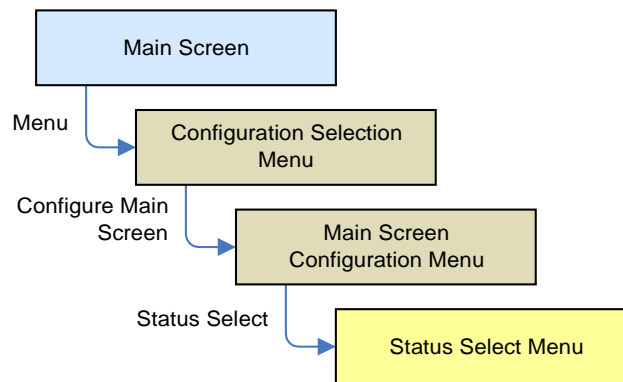 Main Screen
Menu
Configuration Selection
Menu
Configure Main
Screen
Main Screen
Configuration Menu
Status Select
Status Select Menu